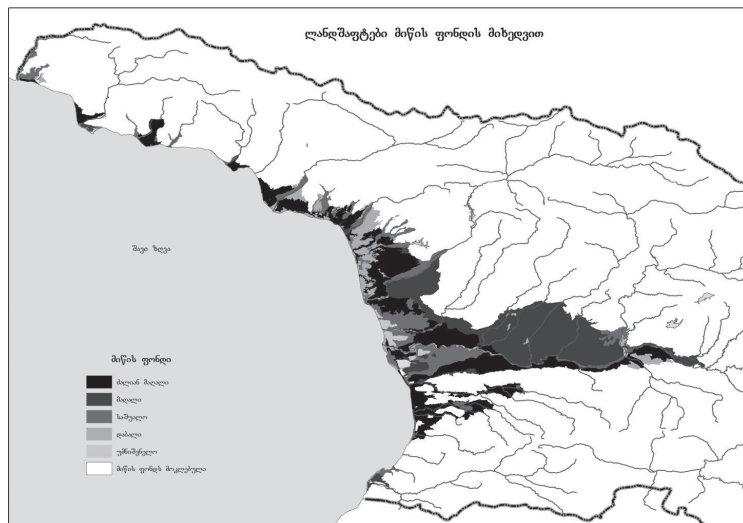 ლანდშაფტები მიწის ფონდის მიხედვით
შავი ზღვა
მიწის ფონდი
ძალიან მაღალი
მაღალი
საშუალო
დაბალი
უმნიშვნელო
მიწის ფონდს მოკლებული